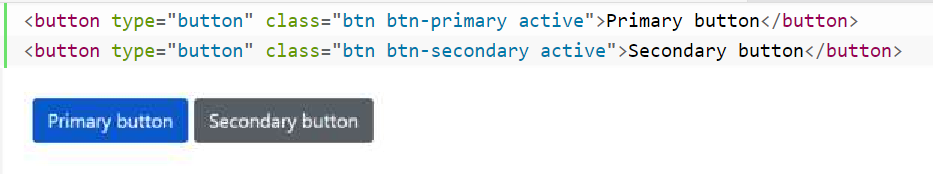 <button type="button" class="btn btn-primary active">Primary button</button>
<button type="button" class="btn btn-secondary active">Secondary button</button>
Primary button Secondary button